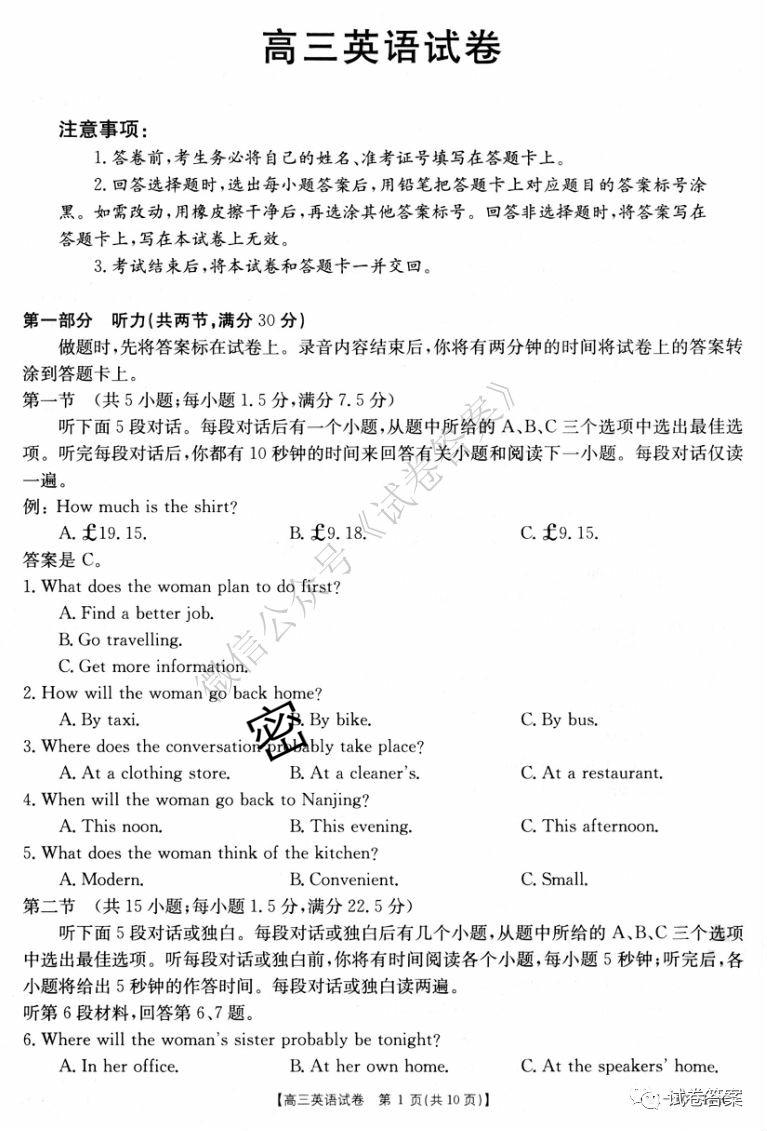 高三英语试卷
注意事项:
1.答卷前,考生务必将自己的姓名、准考证号填写在答题卡上。
2.回答选择题时,选出每小题答案后,用铅笔把答题卡上对应题目的答案标号涂
黑。如需改动,用橡皮擦干净后,再选涂其他答案标号。回答非选择题时,将答案写在
答题卡上,写在本试卷上无效。
3.考试结束后,将本试卷和答题卡一并交回。
第一部分 听力(共两节,满分30分)
做题时,先将答案标在试卷上。录音内容结束后,你将有两分钟的时间将试卷上的答案转
涂到答题卡上。
第一节 (共5小题;每小题1.5分,满分7.5分)
听下面5段对话。每段对话后有一个小题,从题中所给的A、B、C三个选项中选出最佳选
项。听完每段对话后,你都有10秒钟的时间来回答有关小题和阅读下一小题。每段对话仅读
一遍。
例: How much is the shirt?
A. £19.15. B. £9.18. C. £9.15.
答案是C。
1. What does the woman plan to do first?
A. Find a better job.
B. Go travelling.
C. Get more information.
2. How will the woman go back home?
A. By taxi. B. By bike. C. By bus.
3. Where does the conversation probably take place?
A. At a clothing store. B. At a cleaner's. C. At a restaurant.
4. When will the woman go back to Nanjing?
A. This noon. B. This evening. C. This afternoon.
5. What does the woman think of the kitchen?
A. Modern. B. Convenient. C. Small.
第二节 (共15小题;每小题1.5分,满分22.5分)
听下面5段对话或独白。每段对话或独白后有几个小题,从题中所给的A、B、C三个选项
中选出最佳选项。听每段对话或独白前,你将有时间阅读各个小题,每小题5秒钟;听完后,各
小题将给出5秒钟的作答时间。每段对话或独白读两遍。
听第6段材料,回答第6、7题。
6. Where will the woman's sister probably be tonight?
A. In her office. B. At her own home. C. At the speakers' home.
【高三英语试卷 第1页(共10页)】
微信公众号《试卷答案》
密
试卷答案